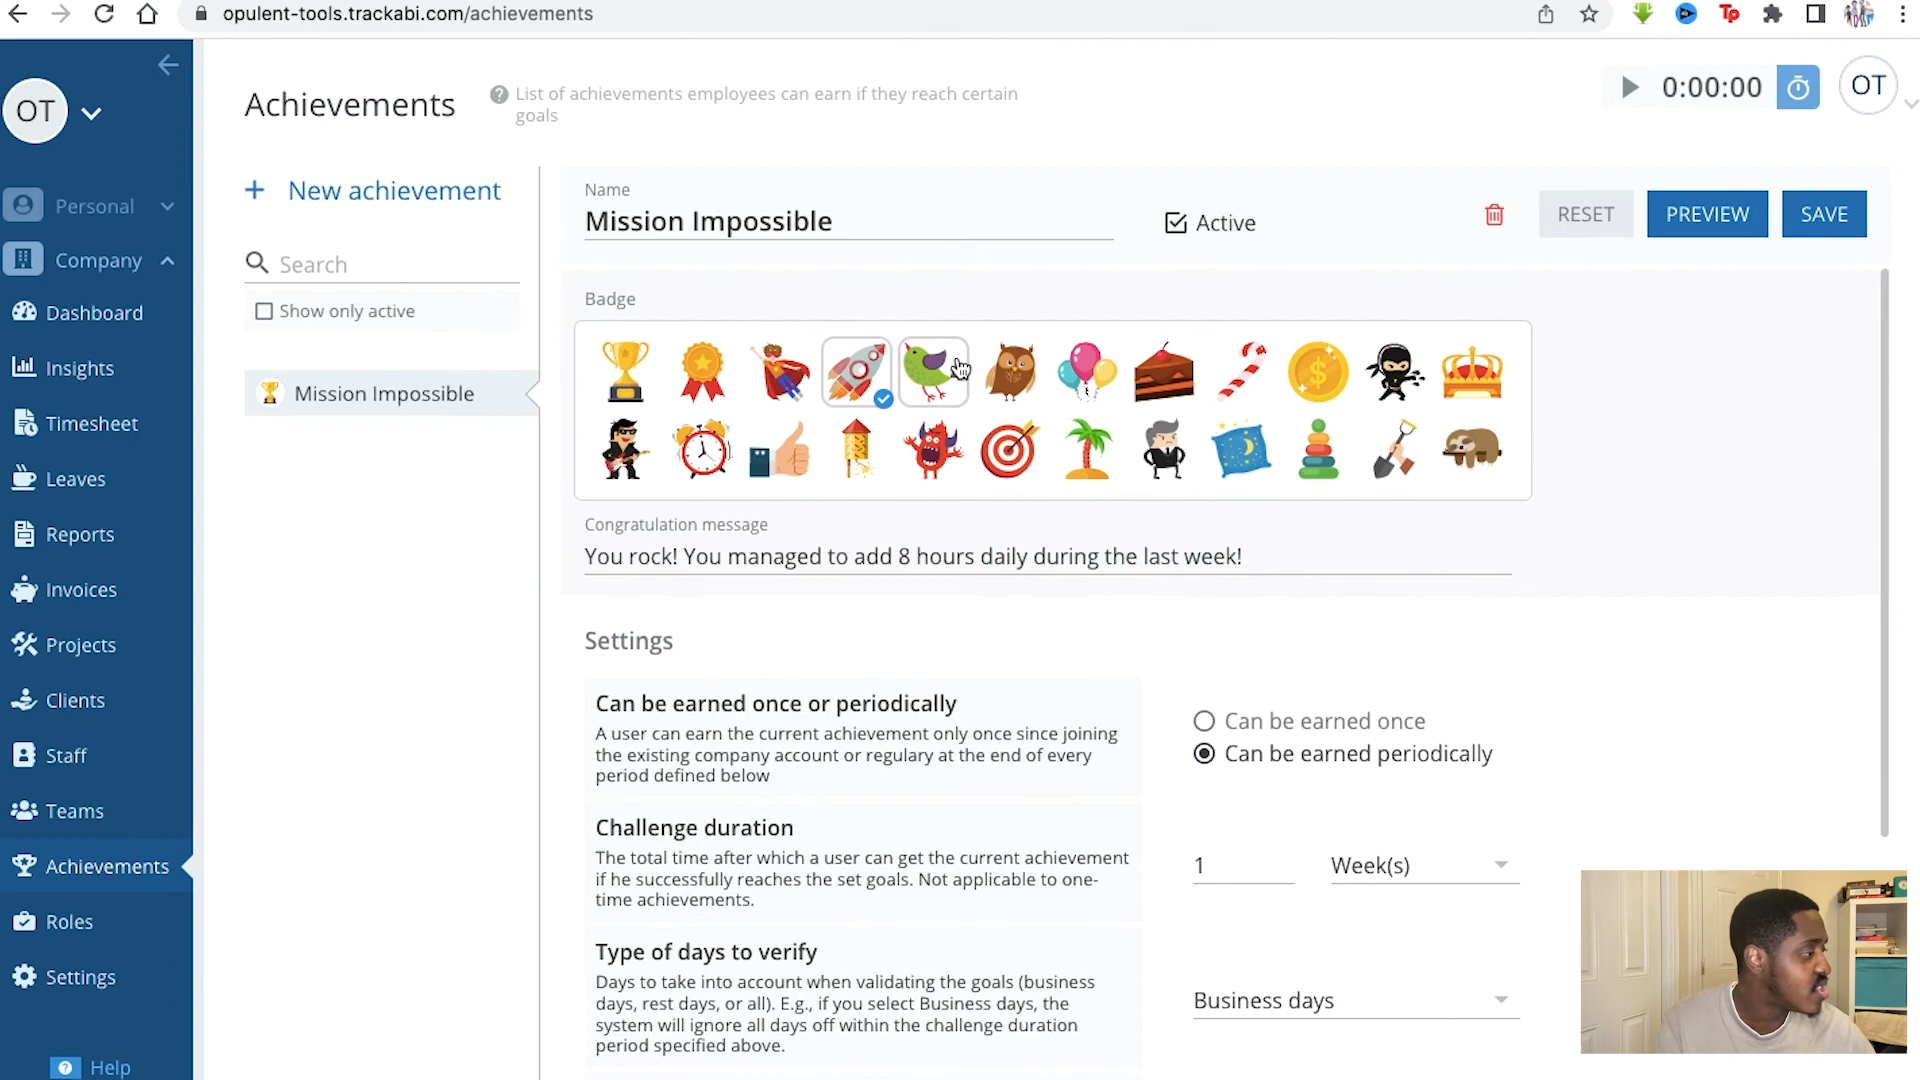 opulent-tools.trackabi.com/achievements
Tp
OT
Personal
Company
Dashboard
Insights
Timesheet
Leaves
Reports
Invoices
Projects
Clients
Staff
Teams
Achievements
Roles
Settings
? Help
Achievements
? List of achievements employees can earn if they reach certain
goals
0:00:00
OT
+ New achievement
Search
Show only active
Mission Impossible
Name
Mission Impossible
Active
RESET
PREVIEW
SAVE
Badge
$
Congratulation message
You rock! You managed to add 8 hours daily during the last week!
Settings
Can be earned once or periodically
A user can earn the current achievement only once since joining
the existing company account or regulary at the end of every
period defined below
Can be earned once
Can be earned periodically
Challenge duration
The total time after which a user can get the current achievement
if he successfully reaches the set goals. Not applicable to one-
time achievements.
1 Week(s)
Type of days to verify
Days to take into account when validating the goals (business
days, rest days, or all). E.g., if you select Business days, the
system will ignore all days off within the challenge duration
period specified above.
Business days